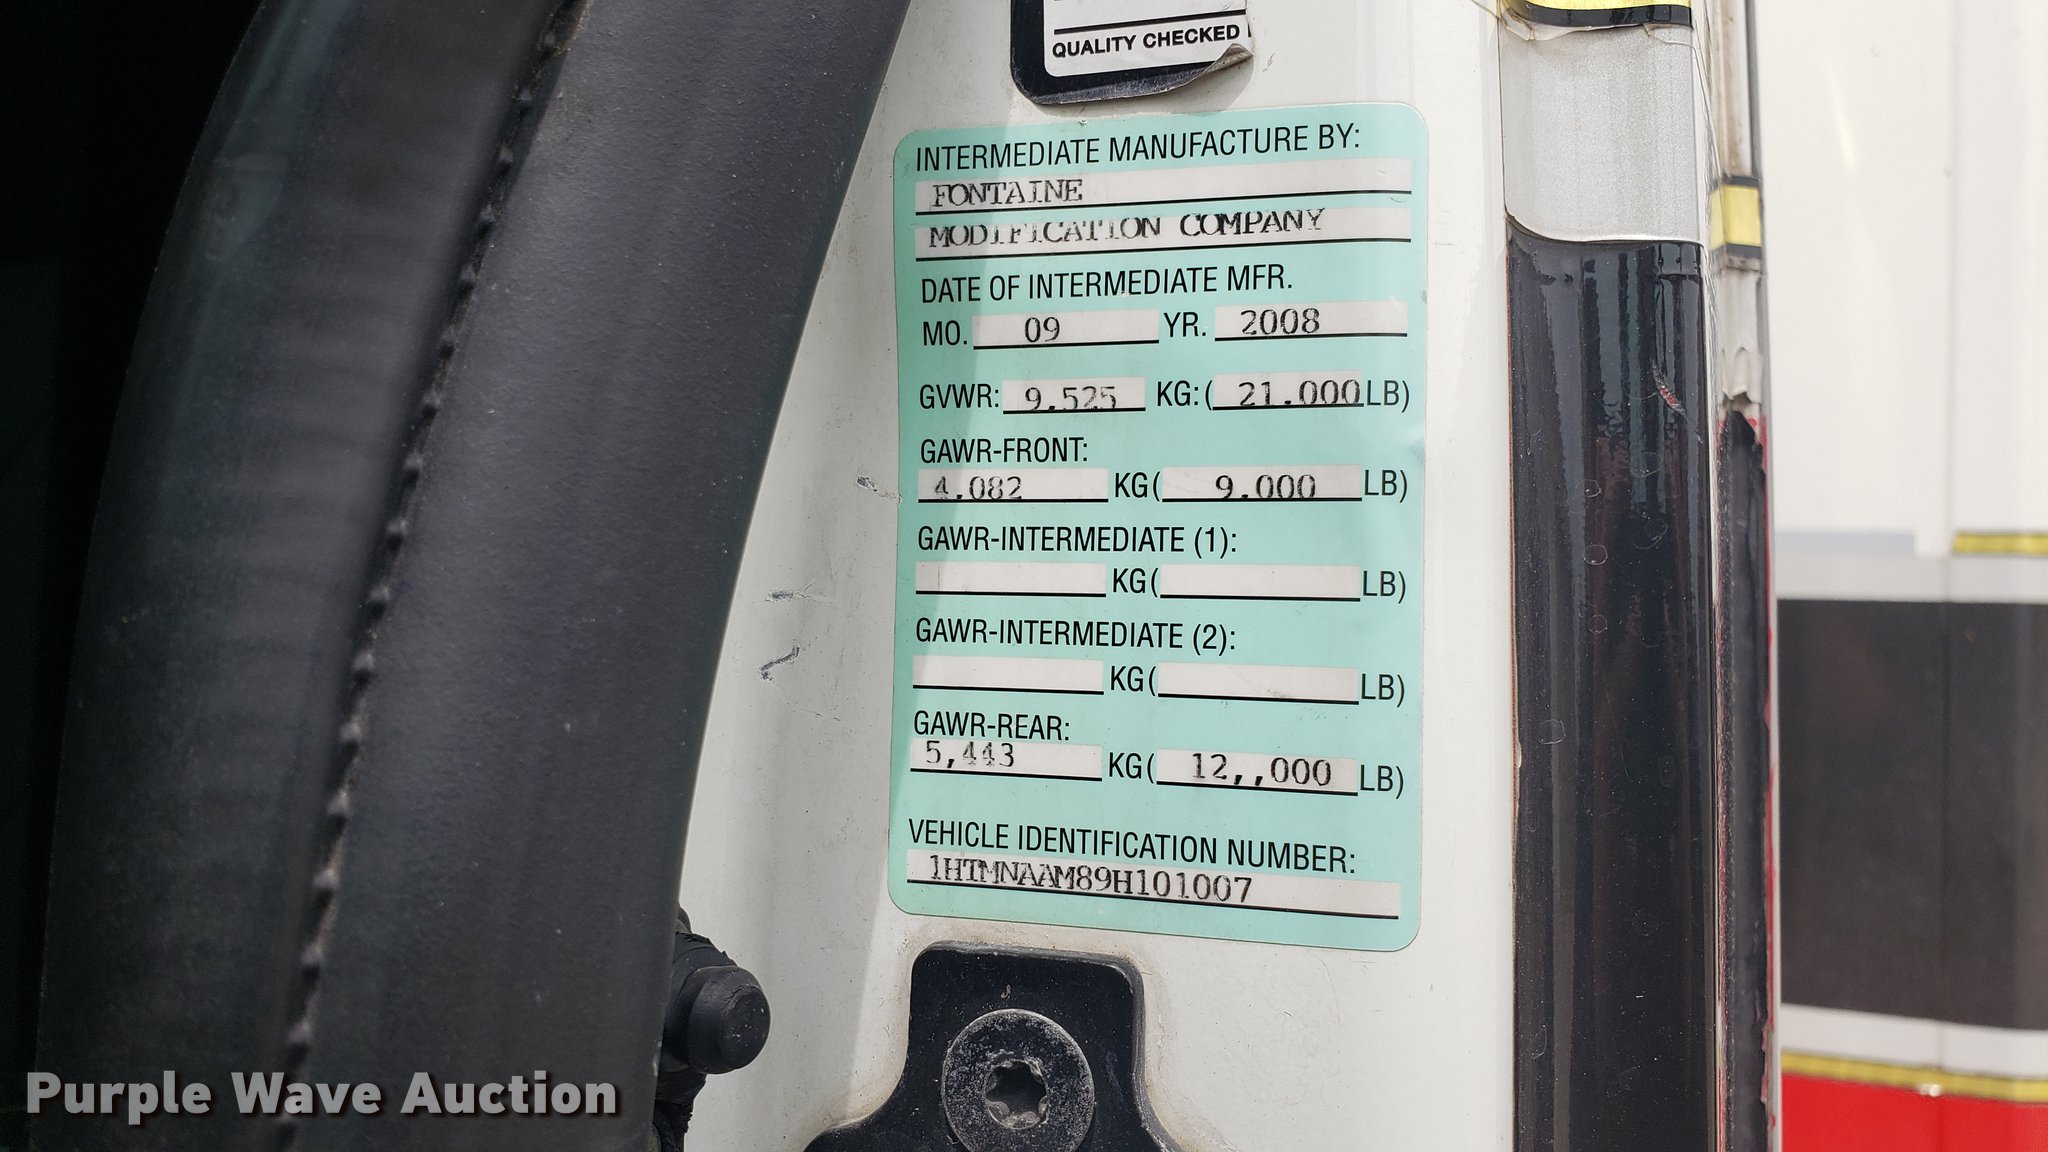 QUALITY CHECKED
INTERMEDIATE MANUFACTURE BY:
FONTAINE
MODIFICATION COMPANY
DATE OF INTERMEDIATE MFR.
MO. 09 YR. 2008
GVWR: 9.525 KG: ( 21.000 LB)
GAWR-FRONT:
4.082 KG( 9.000 LB)
GAWR-INTERMEDIATE (1):
KG( LB)
GAWR-INTERMEDIATE (2):
KG( LB)
GAWR-REAR:
5,443 KG( 12,,000 LB)
VEHICLE IDENTIFICATION NUMBER:
1HTMNAAM89H101007
Purple Wave Auction